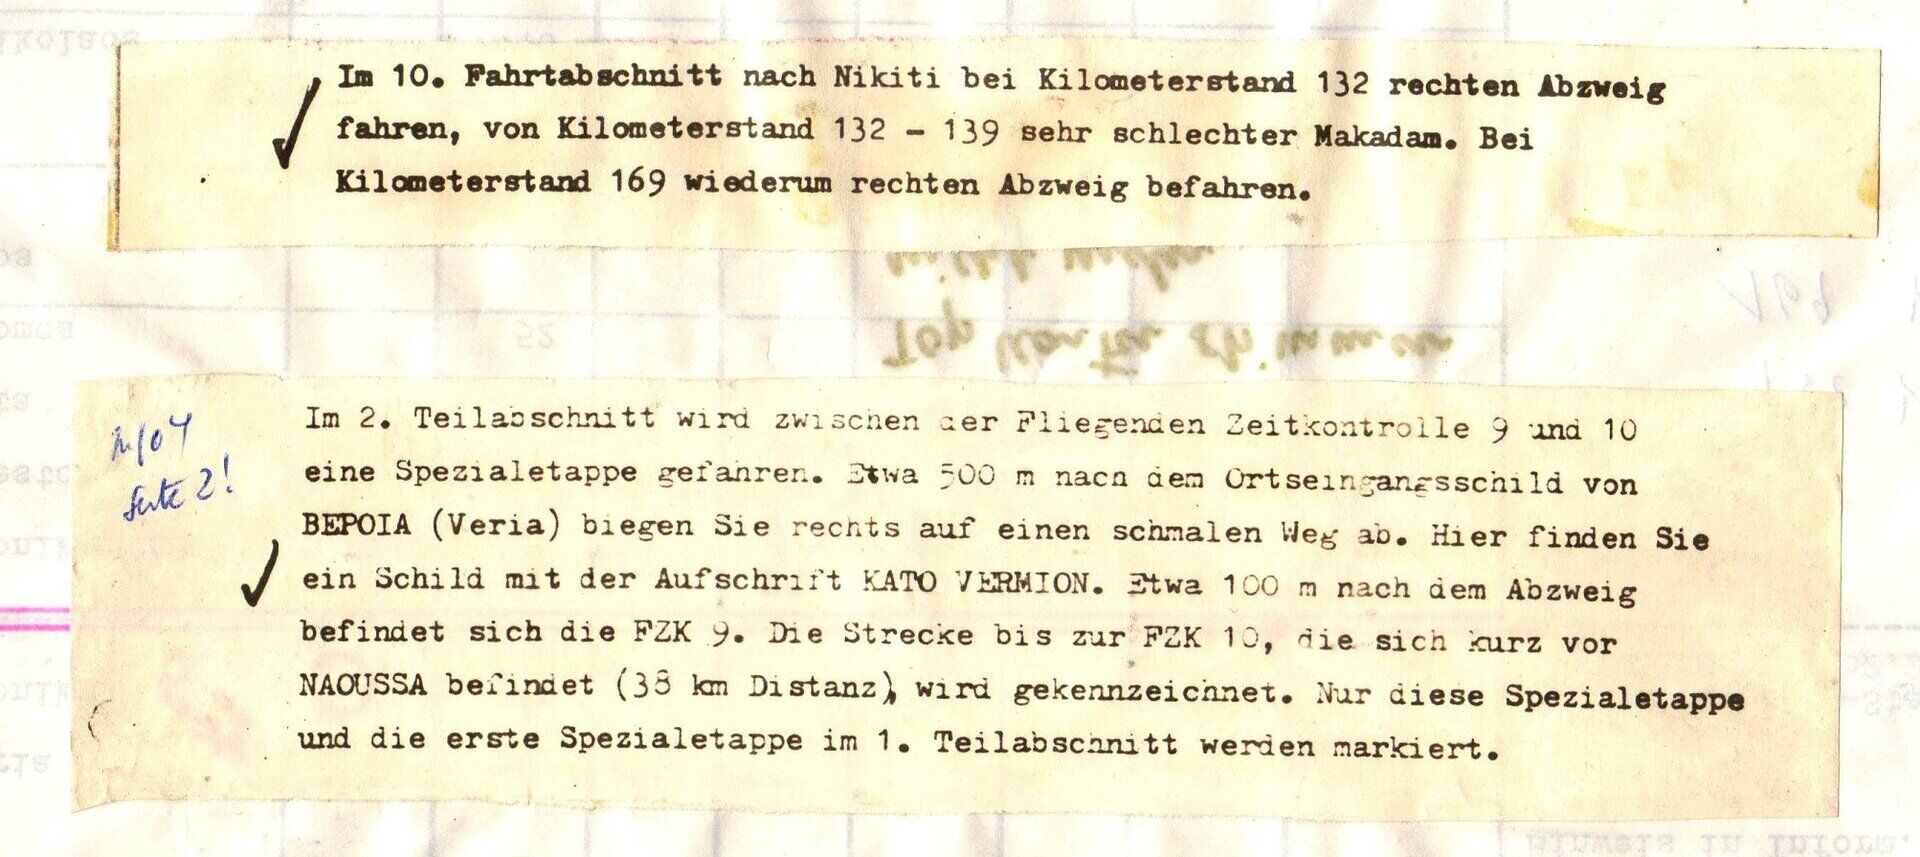 Im 10. Fahrtabschnitt nach Nikiti bei Kilometerstand 132 rechten Abzweig
fahren, von Kilometerstand 132 - 139 sehr schlechter Makadam. Bei
Kilometerstand 169 wiederum rechten Abzweig befahren.
52
Seite 2!
Im 2. Teilabschnitt wird zwischen der Fliegenden Zeitkontrolle 9 und 10
eine Spezialetappe gefahren. Etwa 500 m nach dem Ortseingangsschild von
BEPOIA (Veria) biegen Sie rechts auf einen schmalen Weg ab. Hier finden Sie
ein Schild mit der Aufschrift KATO VERMION. Etwa 100 m nach dem Abzweig
befindet sich die FZK 9. Die Strecke bis zur FZK 10, die sich kurz vor
NAOUSSA befindet (38 km Distanz), wird gekennzeichnet. Nur diese Spezialetappe
und die erste Spezialetappe im 1. Teilabschnitt werden markiert.
hinweis in Inform.